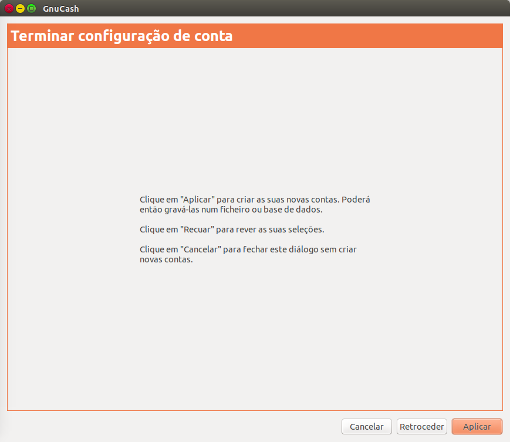 GnuCash
Terminar configuração de conta
Clique em "Aplicar" para criar as suas novas contas. Poderá
então gravá-las num ficheiro ou base de dados.
Clique em "Recuar" para rever as suas seleções.
Clique em "Cancelar" para fechar este diálogo sem criar
novas contas.
Cancelar
Retroceder
Aplicar